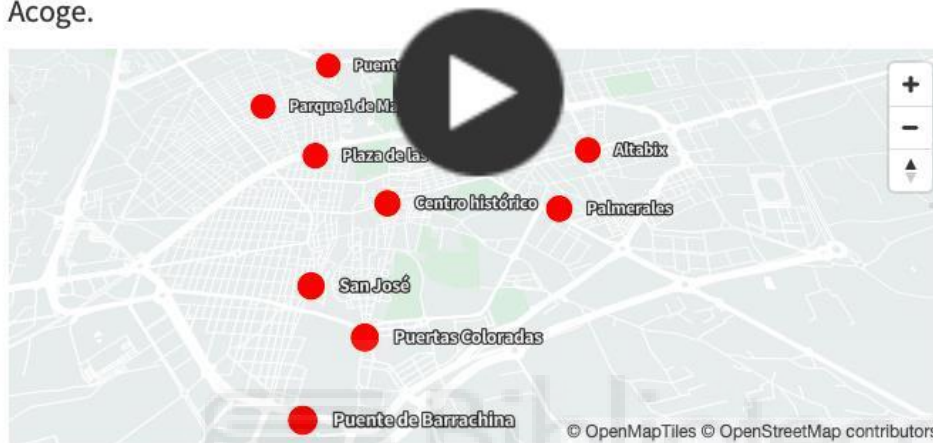 Acoge.
Puent
Parque 1 de Ma
Plaza de las
Altabix
Centro histórico
Palmerales
San José
Puertas Coloradas
Puente de Barrachina
© OpenMapTiles © OpenStreetMap contributors